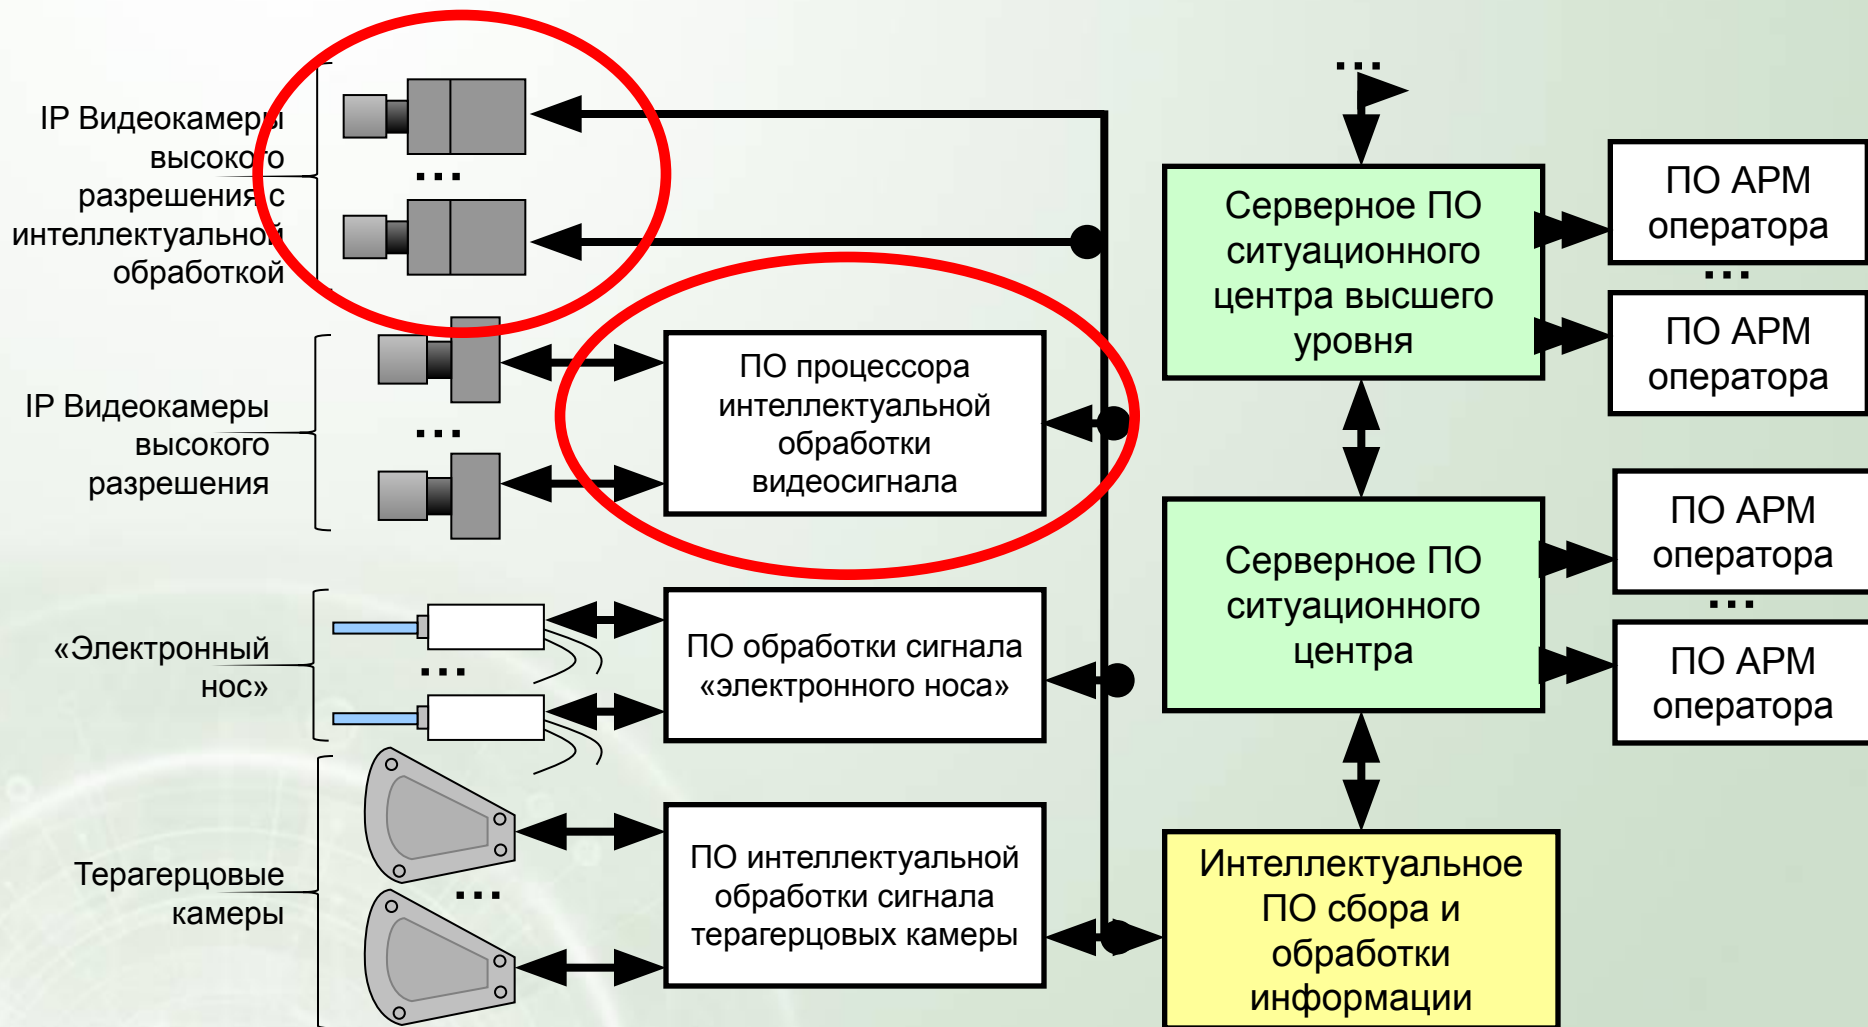 IP Видеокамеры
высокого
разрешения с
интеллектуальной
обработкой
...
IP Видеокамеры
высокого
разрешения
...
ПО процессора
интеллектуальной
обработки
видеосигнала
«Электронный
нос»
...
ПО обработки сигнала
«электронного носа»
Терагерцовые
камеры
...
ПО интеллектуальной
обработки сигнала
терагерцовых камеры
...
Серверное ПО
ситуационного
центра высшего
уровня
ПО АРМ
оператора
...
ПО АРМ
оператора
Серверное ПО
ситуационного
центра
ПО АРМ
оператора
...
ПО АРМ
оператора
Интеллектуальное
ПО сбора и
обработки
информации